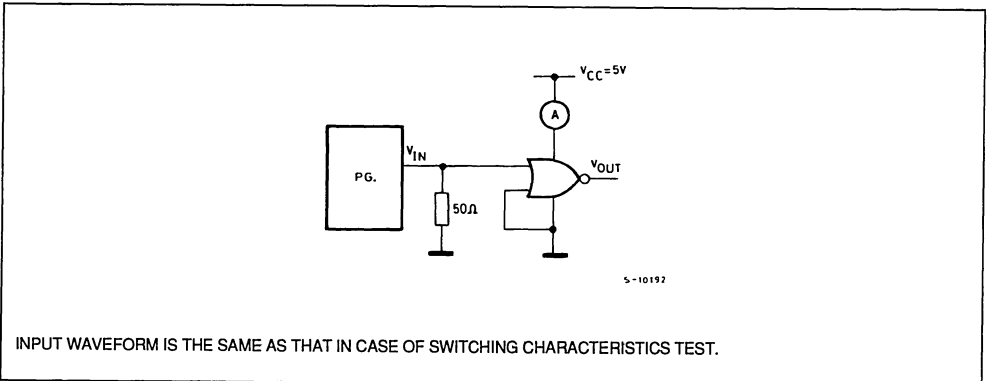 VCC=5V
A
VIN
PG.
VOUT
50Ω
S-10192
INPUT WAVEFORM IS THE SAME AS THAT IN CASE OF SWITCHING CHARACTERISTICS TEST.